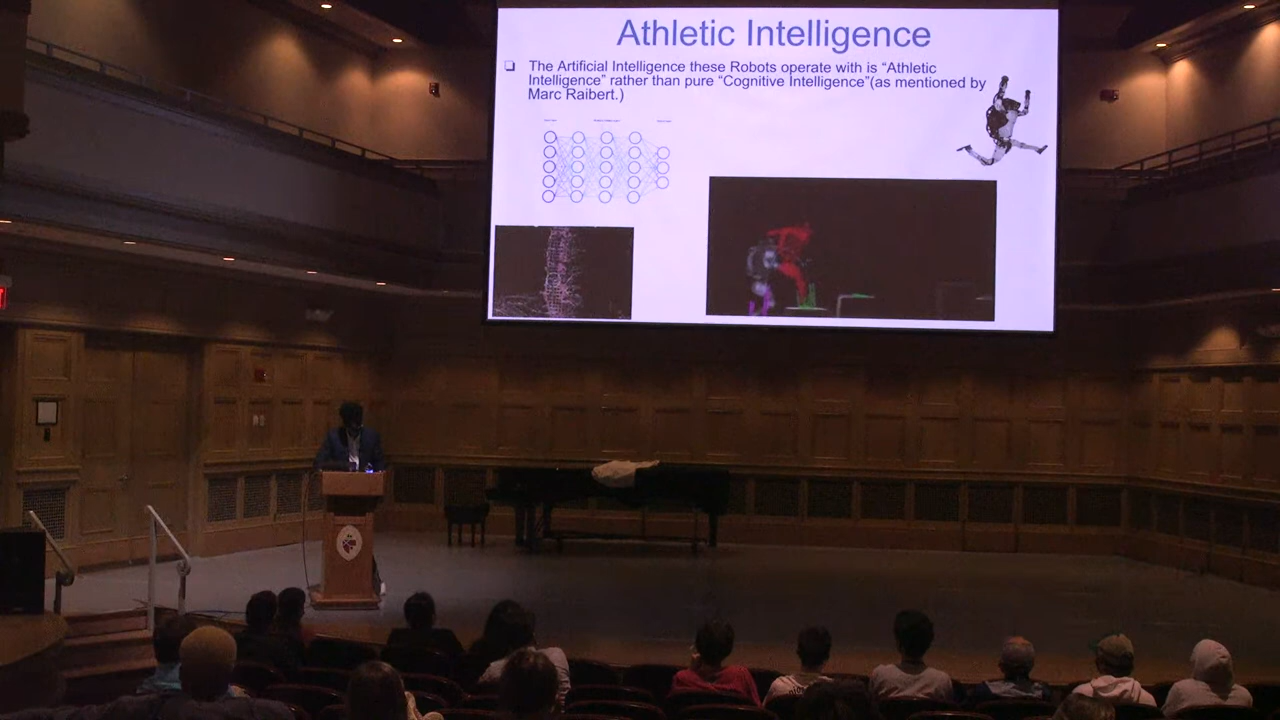 Athletic Intelligence
The Artificial Intelligence these Robots operate with is “Athletic
Intelligence” rather than pure “Cognitive Intelligence”(as mentioned by
Marc Raibert.)